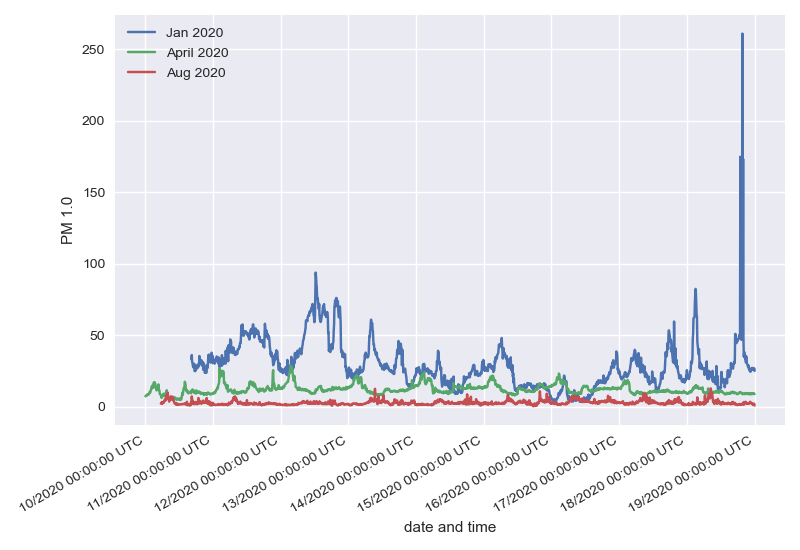 Jan 2020
April 2020
Aug 2020
250
200
150
100
50
0
PM 1.0
10/2020 00:00:00 UTC
11/2020 00:00:00 UTC
12/2020 00:00:00 UTC
13/2020 00:00:00 UTC
14/2020 00:00:00 UTC
15/2020 00:00:00 UTC
16/2020 00:00:00 UTC
17/2020 00:00:00 UTC
18/2020 00:00:00 UTC
19/2020 00:00:00 UTC
date and time